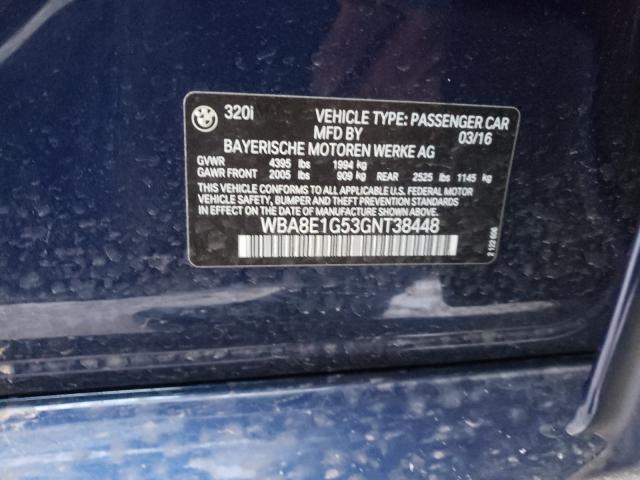 320i VEHICLE TYPE: PASSENGER CAR
MFD BY 03/16
BAYERISCHE MOTOREN WERKE AG
GVWR 4395 lbs 1994 kg
GAWR FRONT 2005 lbs 909 kg REAR 2525 lbs 1145 kg
THIS VEHICLE CONFORMS TO ALL APPLICABLE U.S. FEDERAL MOTOR
VEHICLE SAFETY, BUMPER AND THEFT PREVENTION STANDARDS
IN EFFECT ON THE DATE OF MANUFACTURE SHOWN ABOVE.
WBA8E1G53GNT38448